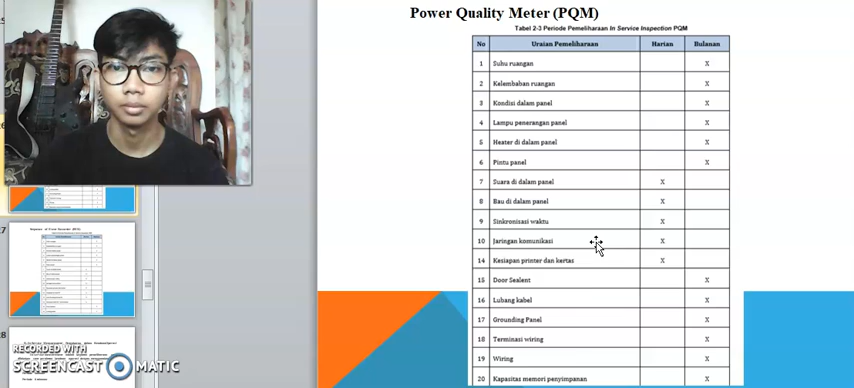 Power Quality Meter (PQM)
Tabel 2-3 Periode Pemeliharaan In Service Inspection PQM
No Uraian Pemeliharaan Harian Bulanan
1 Suhu ruangan X
2 Kelembaban ruangan X
3 Kondisi dalam panel X
4 Lampu penerangan panel X
5 Heater di dalam panel X
6 Pintu panel X
7 Suara di dalam panel X
8 Bau di dalam panel X
9 Sinkronisasi waktu X
10 Jaringan komunikasi X
14 Kesiapan printer dan kertas X
15 Door Sealent X
16 Lubang kabel X
17 Grounding Panel X
18 Terminasi wiring X
19 Wiring X
20 Kapasitas memori penyimpanan X
27
28
RECORDED WITH
SCREENCAST MATIC